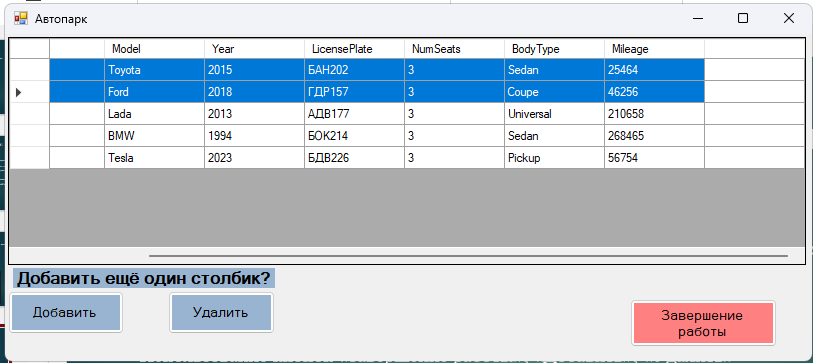 Автопарк
Model Year LicensePlate NumSeats BodyType Mileage
Toyota 2015 БАН202 3 Sedan 25464
Ford 2018 ГДР157 3 Coupe 46256
Lada 2013 АДВ177 3 Universal 210658
BMW 1994 БОК214 3 Sedan 268465
Tesla 2023 БДВ226 3 Pickup 56754
Добавить ещё один столбик?
Добавить Удалить
Завершение
работы